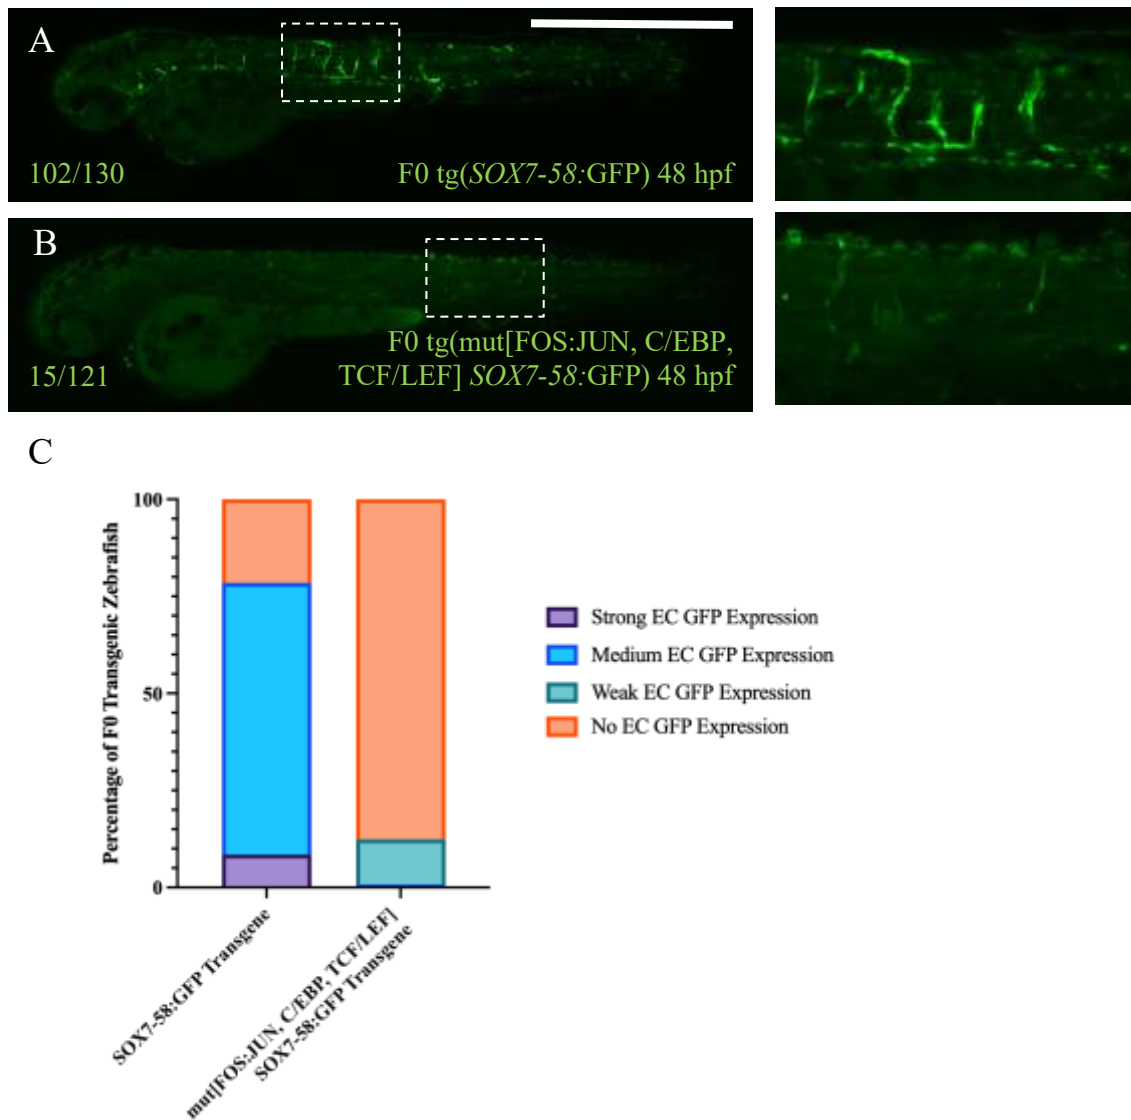 A
102/130
F0 tg(SOX7-58:GFP) 48 hpf
B
15/121
F0 tg(mut[FOS:JUN, C/EBP,
TCF/LEF] SOX7-58:GFP) 48 hpf
C
Percentage of F0 Transgenic Zebrafish
100
50
0
SOX7-58:GFP Transgene
mut[FOS:JUN, C/EBP, TCF/LEF]
SOX7-58:GFP Transgene
Strong EC GFP Expression
Medium EC GFP Expression
Weak EC GFP Expression
No EC GFP Expression